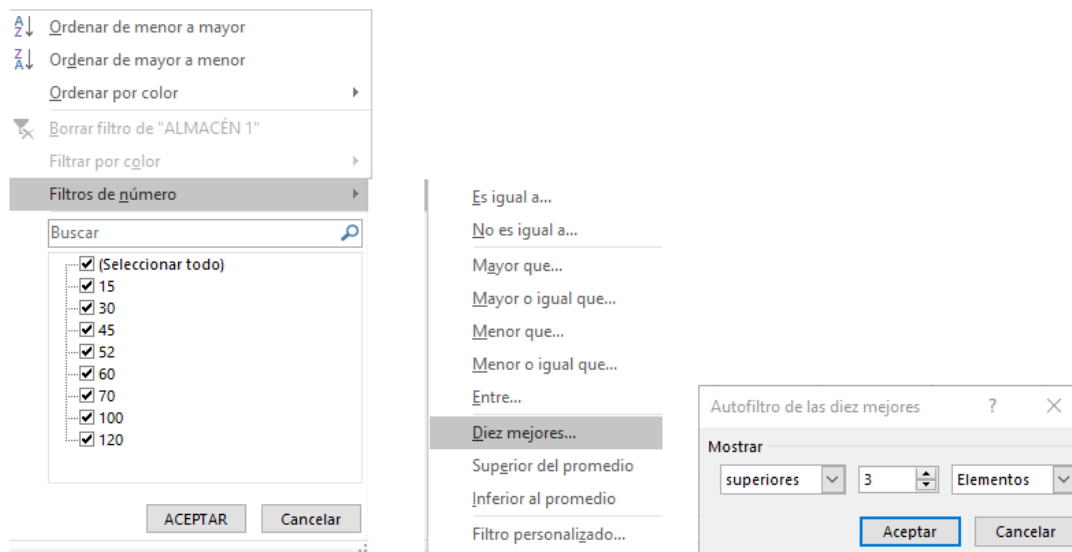 Ordenar de menor a mayor
Ordenar de mayor a menor
Ordenar por color
Borrar filtro de "ALMACÉN 1"
Filtrar por color
Filtros de número
Buscar
(Seleccionar todo)
15
30
45
52
60
70
100
120
ACEPTAR Cancelar
Es igual a...
No es igual a...
Mayor que...
Mayor o igual que...
Menor que...
Menor o igual que...
Entre...
Diez mejores...
Superior del promedio
Inferior al promedio
Filtro personalizado...
Autofiltro de las diez mejores ?
Mostrar
superiores 3 Elementos
Aceptar Cancelar